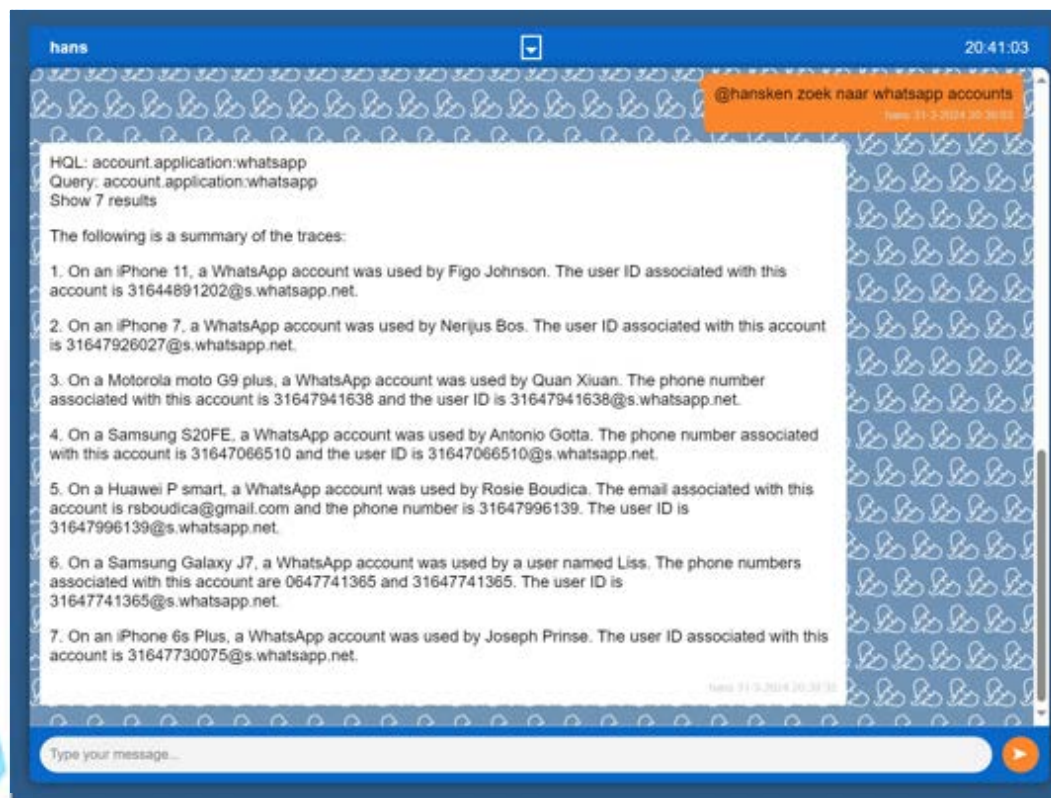 hans
20:41:03
@hansken zoek naar whatsapp accounts
HQL: account.application:whatsapp
Query: account.application:whatsapp
Show 7 results
The following is a summary of the traces:
1. On an iPhone 11, a WhatsApp account was used by Figo Johnson. The user ID associated with this
account is 31644891202@s.whatsapp.net.
2. On an iPhone 7, a WhatsApp account was used by Nerijus Bos. The user ID associated with this account
is 31647926027@s.whatsapp.net.
3. On a Motorola moto G9 plus, a WhatsApp account was used by Quan Xiuan. The phone number
associated with this account is 31647941638 and the user ID is 31647941638@s.whatsapp.net.
4. On a Samsung S20FE, a WhatsApp account was used by Antonio Gotta. The phone number associated
with this account is 31647066510 and the user ID is 31647066510@s.whatsapp.net.
5. On a Huawei P smart, a WhatsApp account was used by Rosie Boudica. The email associated with this
account is rsboudica@gmail.com and the phone number is 31647996139. The user ID is
31647996139@s.whatsapp.net.
6. On a Samsung Galaxy J7, a WhatsApp account was used by a user named Liss. The phone numbers
associated with this account are 0647741365 and 31647741365. The user ID is
31647741365@s.whatsapp.net.
7. On an iPhone 6s Plus, a WhatsApp account was used by Joseph Prinse. The user ID associated with this
account is 31647730075@s.whatsapp.net.
Type your message...